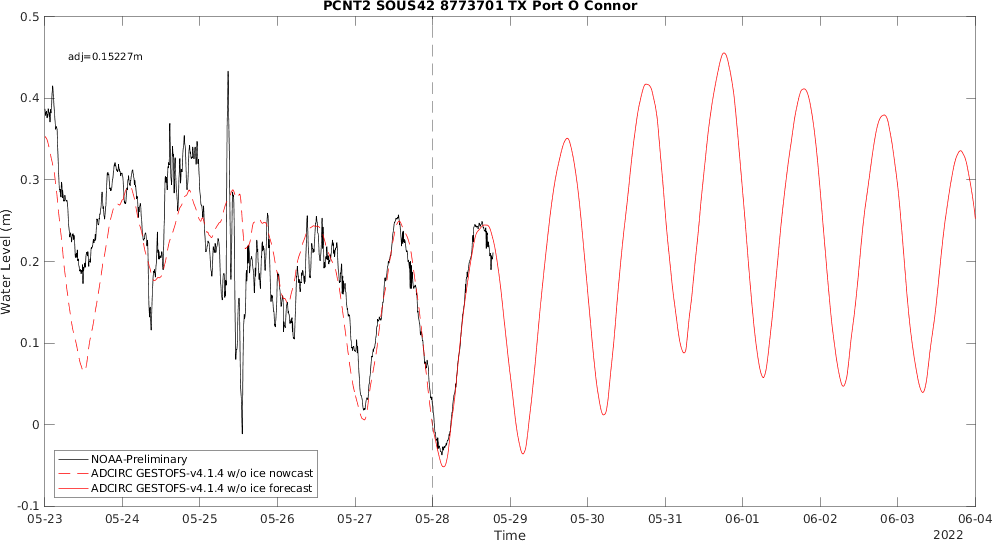 PCNT2 SOUS42 8773701 TX Port O Connor
adj=0.15227m
0.5
0.4
0.3
0.2
0.1
0
-0.1
Water Level (m)
NOAA-Preliminary
ADCIRC GESTOFS-v4.1.4 w/o ice nowcast
ADCIRC GESTOFS-v4.1.4 w/o ice forecast
05-23 05-24 05-25 05-26 05-27 05-28 05-29 05-30 05-31 06-01 06-02 06-03 06-04
Time
2022